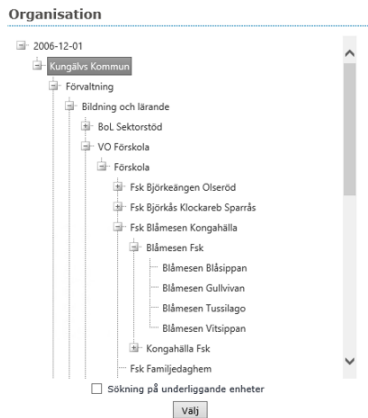 Organisation
2006-12-01
Kungälvs Kommun
Förvaltning
Bildning och lärande
BoL Sektorstöd
VO Förskola
Förskola
Fsk Björkeängen Olseröd
Fsk Björkås Klockareb Sparrås
Fsk Blåmesen Kongahälla
Blåmesen Fsk
Blåmesen Blåsippan
Blåmesen Gullvivan
Blåmesen Tussilago
Blåmesen Vitsippan
Kongahälla Fsk
Fsk Familjedaghem
Sökning på underliggande enheter
Välj